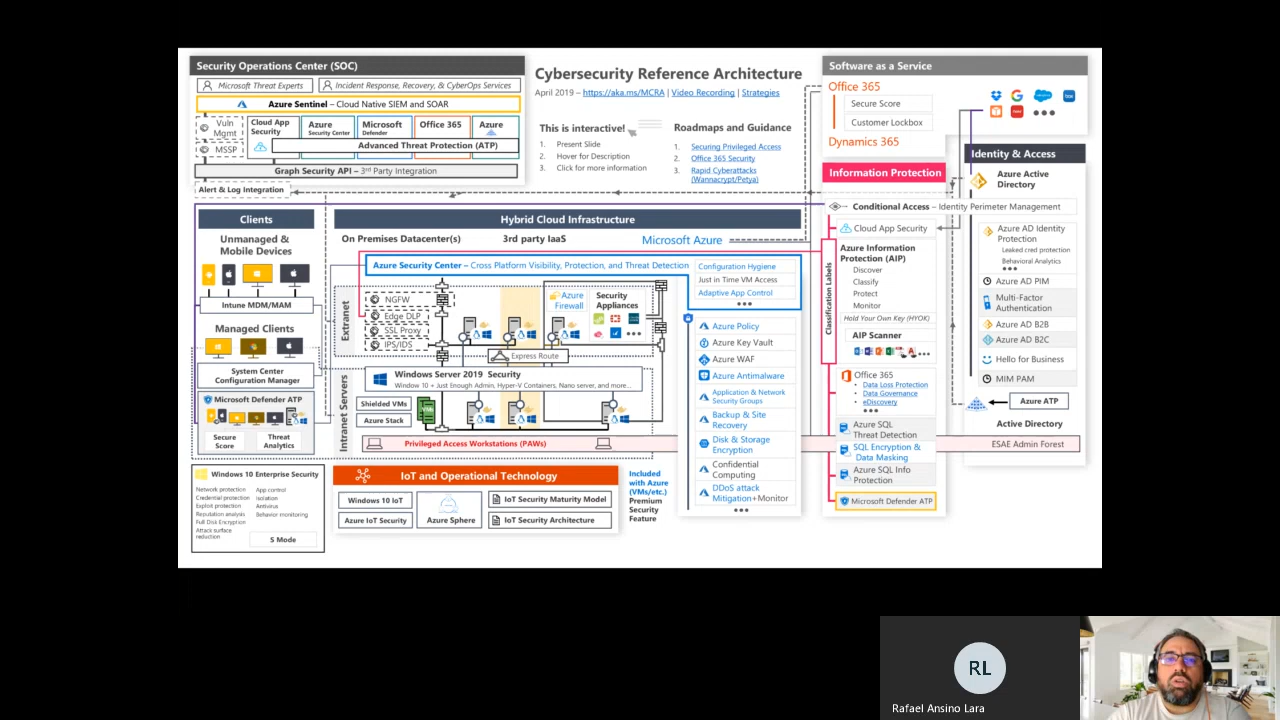 Security Operations Center (SOC)
Microsoft Threat Experts
Incident Response, Recovery, & CyberOps Services
Azure Sentinel – Cloud Native SIEM and SOAR
Vuln
Mgmt
MSSP
Cloud App
Security
Azure
Security Center
Microsoft
Defender
Office 365
Azure
Advanced Threat Protection (ATP)
Graph Security API – 3rd Party Integration
Alert & Log Integration
Cybersecurity Reference Architecture
April 2019 – https://aka.ms/MCRA | Video Recording | Strategies
This is interactive!
1. Present Slide
2. Hover for Description
3. Click for more information
Roadmaps and Guidance
1. Securing Privileged Access
2. Office 365 Security
3. Rapid Cyberattacks
(Wannacrypt/Petya)
Software as a Service
Office 365
Secure Score
Customer Lockbox
Dynamics 365
box
Information Protection
Identity & Access
Azure Active
Directory
Conditional Access – Identity Perimeter Management
Cloud App Security
Classification Labels
Azure Information
Protection (AIP)
Discover
Classify
Protect
Monitor
Hold Your Own Key (HYOK)
AIP Scanner
Office 365
• Data Loss Protection
• Data Governance
• eDiscovery
Azure SQL
Threat Detection
SQL Encryption &
Data Masking
Azure SQL Info
Protection
Microsoft Defender ATP
Azure AD Identity
Protection
Leaked cred protection
Behavioral Analytics
Azure AD PIM
Multi-Factor
Authentication
Azure AD B2B
Azure AD B2C
Hello for Business
MIM PAM
Azure ATP
Active Directory
ESAE Admin Forest
Clients
Unmanaged &
Mobile Devices
Intune MDM/MAM
Managed Clients
System Center
Configuration Manager
Microsoft Defender ATP
Secure
Score
Threat
Analytics
Hybrid Cloud Infrastructure
On Premises Datacenter(s)
3rd party IaaS
Microsoft Azure
Azure Security Center – Cross Platform Visibility, Protection, and Threat Detection
Configuration Hygiene
Just in Time VM Access
Adaptive App Control
Extranet
NGFW
Edge DLP
SSL Proxy
IPS/IDS
Azure
Firewall
Security
Appliances
Express Route
Intranet Servers
Windows Server 2019 Security
Window 10 + Just Enough Admin, Hyper-V Containers, Nano server, and more...
Shielded VMs
Azure Stack
VMs
Privileged Access Workstations (PAWs)
Azure Policy
Azure Key Vault
Azure WAF
Azure Antimalware
Application & Network
Security Groups
Backup & Site
Recovery
Disk & Storage
Encryption
Confidential
Computing
DDoS attack
Mitigation+Monitor
Windows 10 Enterprise Security
Network protection
Credential protection
Exploit protection
Reputation analysis
Full Disk Encryption
Attack surface
reduction
App control
Isolation
Antivirus
Behavior monitoring
S Mode
IoT and Operational Technology
Windows 10 IoT
Azure IoT Security
Azure Sphere
IoT Security Maturity Model
IoT Security Architecture
Included
with Azure
(VMs/etc.)
Premium
Security
Feature
RL
Rafael Ansino Lara